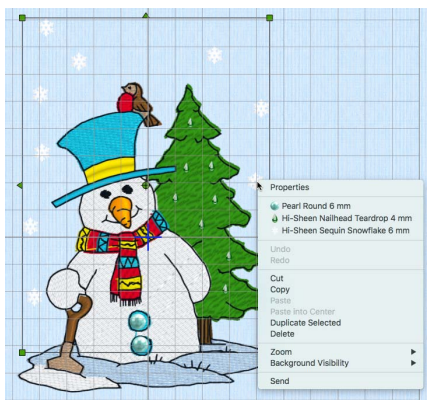 Properties
Pearl Round 6 mm
Hi-Sheen Nailhead Teardrop 4 mm
Hi-Sheen Sequin Snowflake 6 mm
Undo
Redo
Cut
Copy
Paste
Paste into Center
Duplicate Selected
Delete
Zoom
Background Visibility
Send